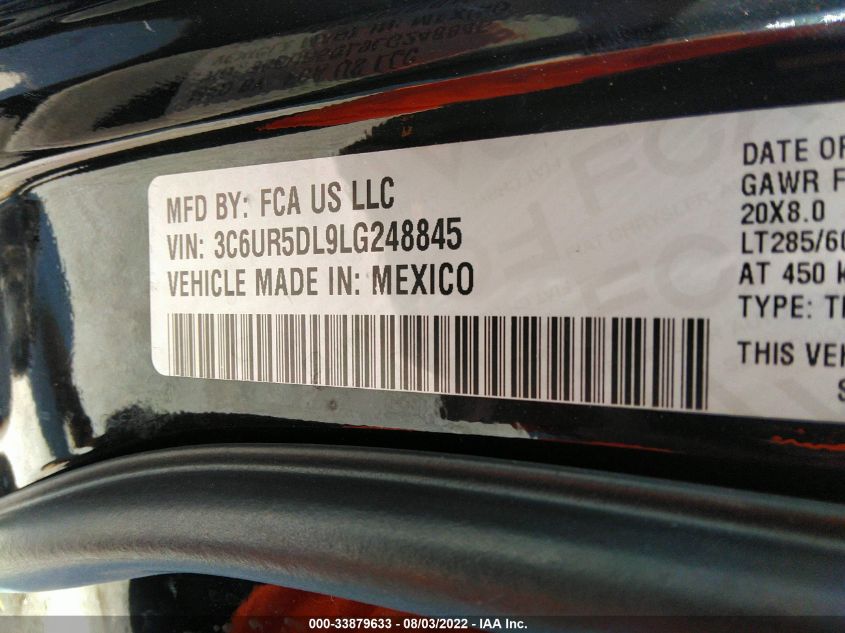 MFD BY: FCA US LLC
VIN: 3C6UR5DL9LG248845
VEHICLE MADE IN: MEXICO
DATE OF
GAWR F
20X8.0
LT285/60
AT 450 k
TYPE: T
THIS VEH
S
000-33879633 - 08/03/2022 - IAA Inc.